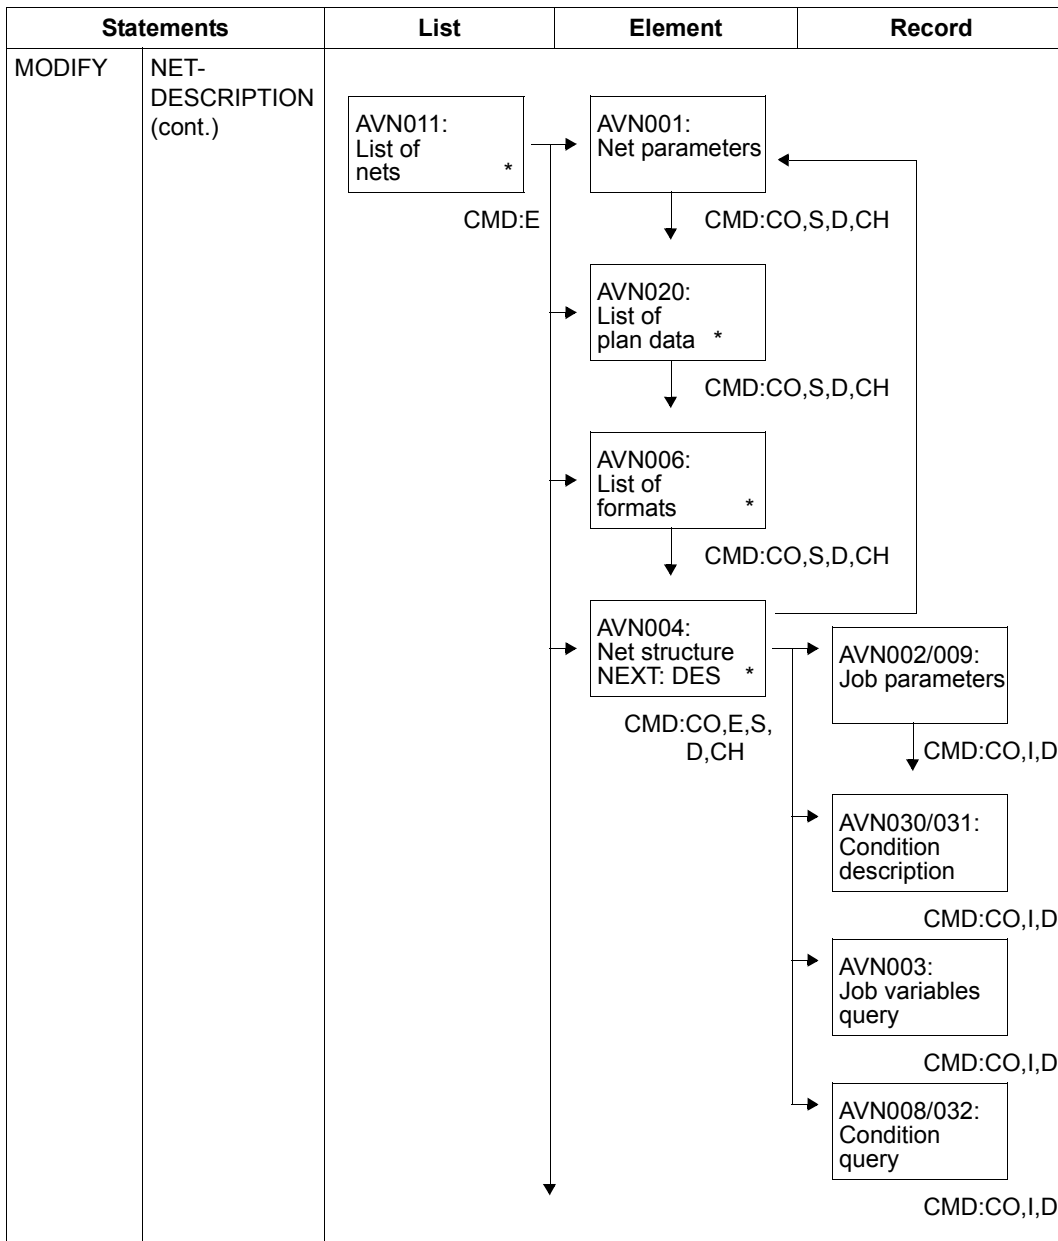 Statements List Element Record
MODIFY NET-
DESCRIPTION
(cont.)
AVN011:
List of
nets *
CMD:E
AVN001:
Net parameters
CMD:CO,S,D,CH
AVN020:
List of
plan data *
CMD:CO,S,D,CH
AVN006:
List of
formats *
CMD:CO,S,D,CH
AVN004:
Net structure
NEXT: DES *
CMD:CO,E,S,
D,CH
AVN002/009:
Job parameters
CMD:CO,I,D
AVN030/031:
Condition
description
CMD:CO,I,D
AVN003:
Job variables
query
CMD:CO,I,D
AVN008/032:
Condition
query
CMD:CO,I,D